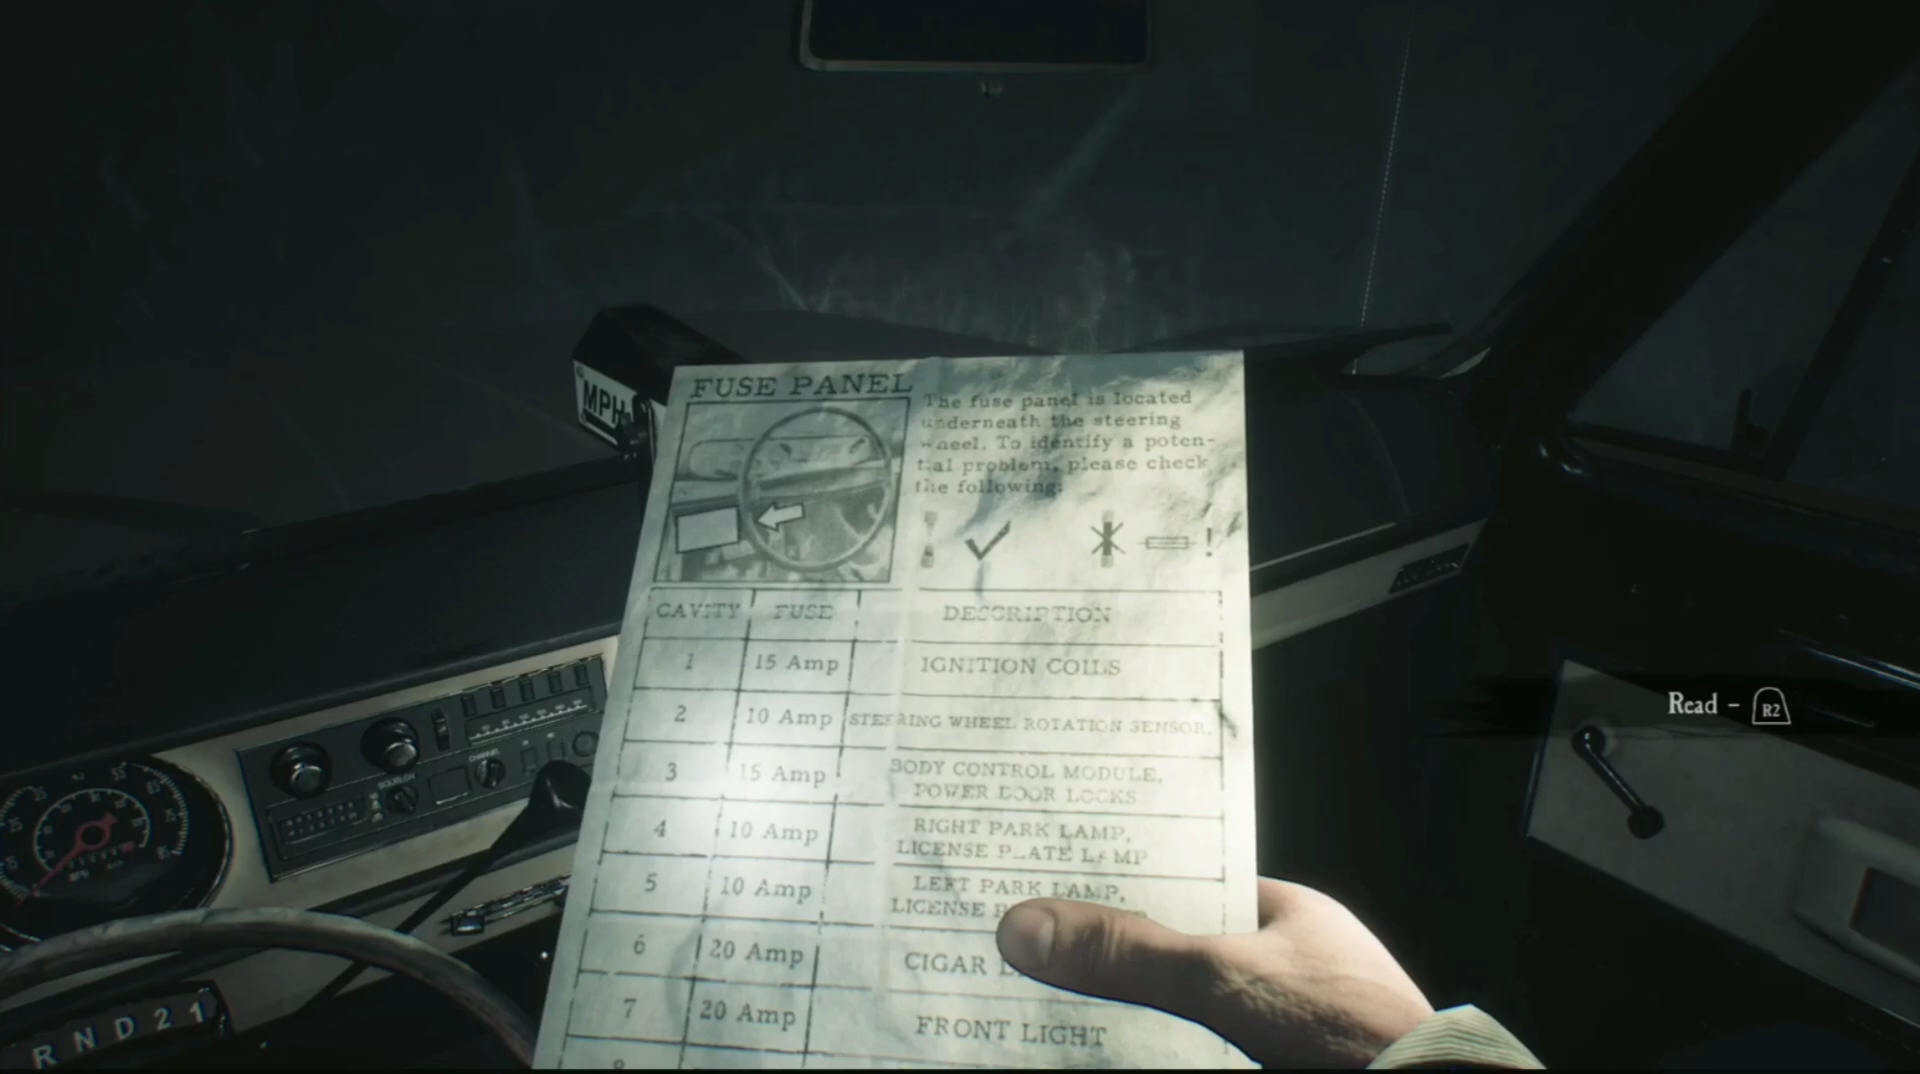 MPH
FUSE PANEL
The fuse panel is located
underneath the steering
wheel. To identify a poten-
tial problem, please check
the following:
!
CAVITY FUSE DESCRIPTION
1 15 Amp IGNITION COILS
2 10 Amp STEERING WHEEL ROTATION SENSOR.
3 15 Amp BODY CONTROL MODULE,
POWER DOOR LOCKS
4 10 Amp RIGHT PARK LAMP,
LICENSE PLATE LAMP
5 10 Amp LEFT PARK LAMP,
LICENSE
6 20 Amp CIGAR
7 20 Amp FRONT LIGHT
8
Read - R2
SQUELCH
CHANNEL
R N D 2 1